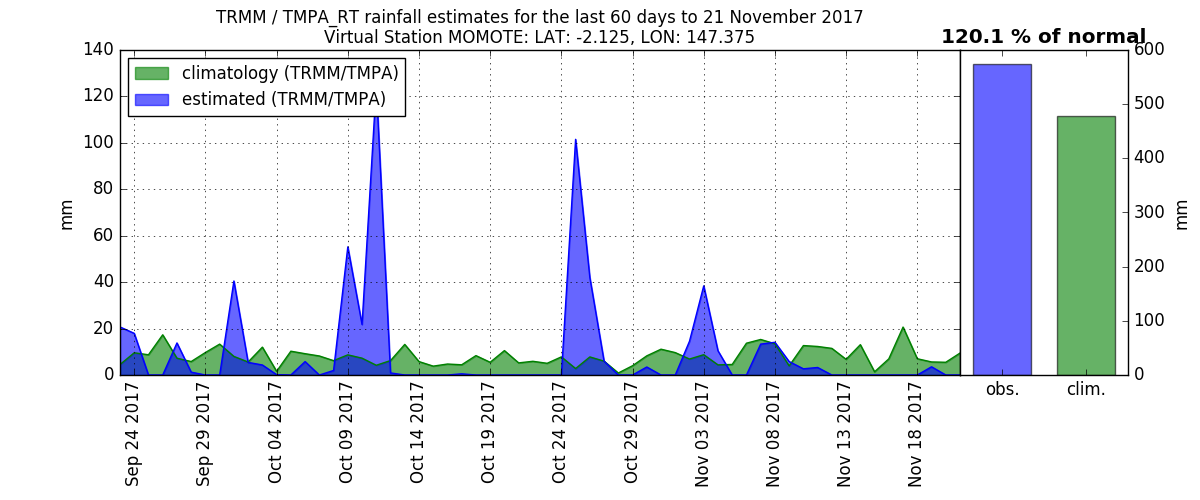 TRMM / TMPA_RT rainfall estimates for the last 60 days to 21 November 2017
Virtual Station MOMOTE: LAT: -2.125, LON: 147.375
120.1 % of normal
climatology (TRMM/TMPA)
estimated (TRMM/TMPA)
mm
140
120
100
80
60
40
20
0
Sep 24 2017
Sep 29 2017
Oct 04 2017
Oct 09 2017
Oct 14 2017
Oct 19 2017
Oct 24 2017
Oct 29 2017
Nov 03 2017
Nov 08 2017
Nov 13 2017
Nov 18 2017
obs.
clim.
600
500
400
300
200
100
0
mm